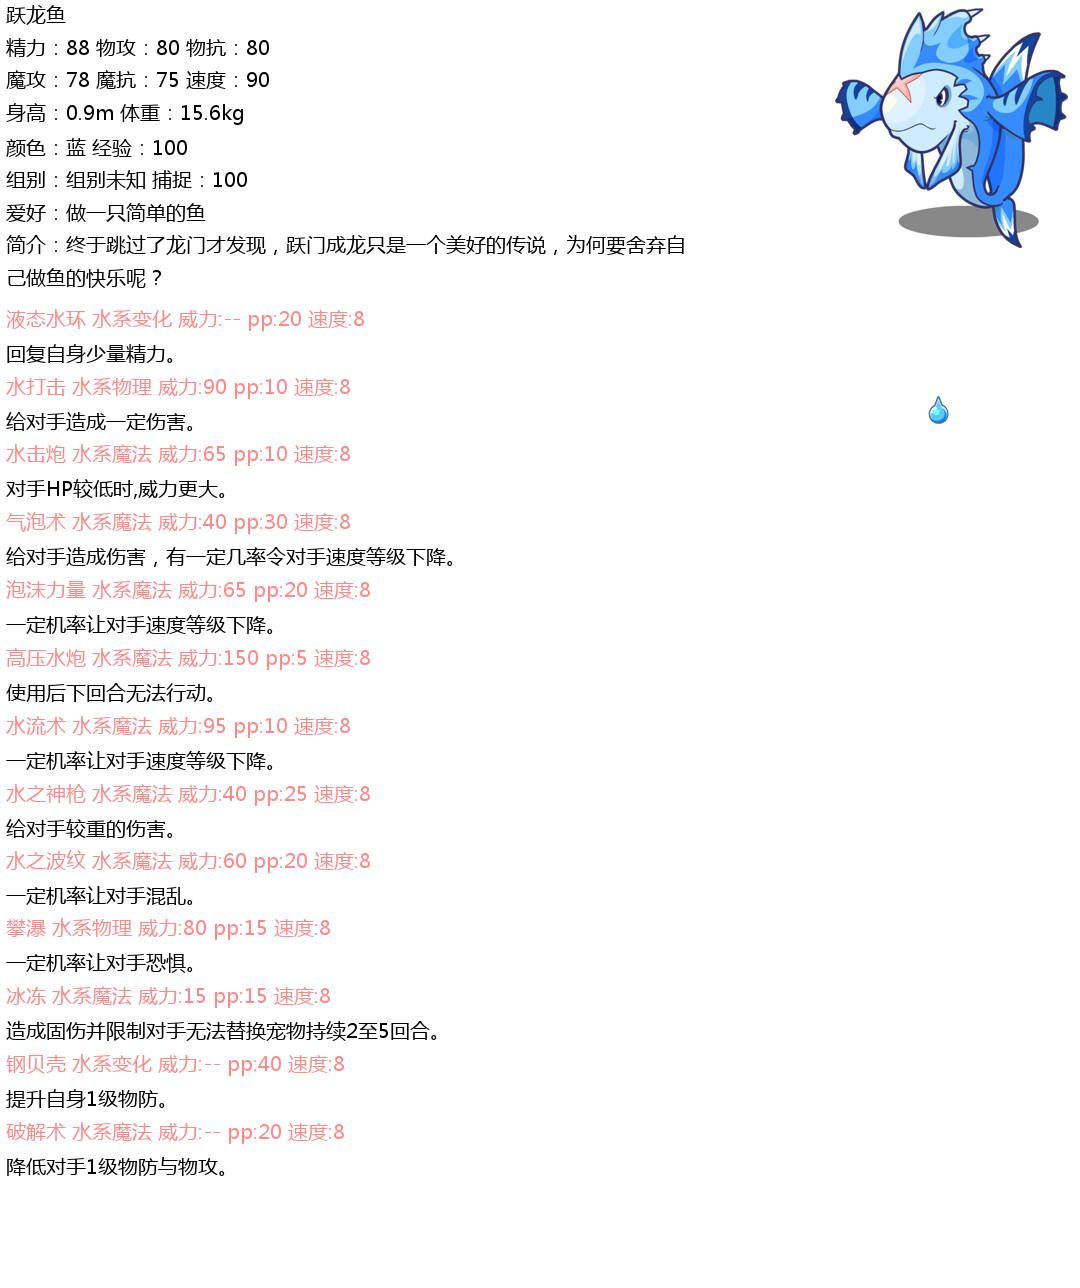 跃龙鱼
精力：88 物攻：80 物抗：80
魔攻：78 魔抗：75 速度：90
身高：0.9m 体重：15.6kg
颜色：蓝 经验：100
组别：组别未知 捕捉：100
爱好：做一只简单的鱼
简介：终于跳过了龙门才发现，跃门成龙只是一个美好的传说，为何要舍弃自
己做鱼的快乐呢？
液态水环 水系变化 威力:-- pp:20 速度:8
回复自身少量精力。
水打击 水系物理 威力:90 pp:10 速度:8
给对手造成一定伤害。
水击炮 水系魔法 威力:65 pp:10 速度:8
对手HP较低时,威力更大。
气泡术 水系魔法 威力:40 pp:30 速度:8
给对手造成伤害，有一定几率令对手速度等级下降。
泡沫力量 水系魔法 威力:65 pp:20 速度:8
一定机率让对手速度等级下降。
高压水炮 水系魔法 威力:150 pp:5 速度:8
使用后下回合无法行动。
水流术 水系魔法 威力:95 pp:10 速度:8
一定机率让对手速度等级下降。
水之神枪 水系魔法 威力:40 pp:25 速度:8
给对手较重的伤害。
水之波纹 水系魔法 威力:60 pp:20 速度:8
一定机率让对手混乱。
攀瀑 水系物理 威力:80 pp:15 速度:8
一定机率让对手恐惧。
冰冻 水系魔法 威力:15 pp:15 速度:8
造成固伤并限制对手无法替换宠物持续2至5回合。
钢贝壳 水系变化 威力:-- pp:40 速度:8
提升自身1级物防。
破解术 水系魔法 威力:-- pp:20 速度:8
降低对手1级物防与物攻。